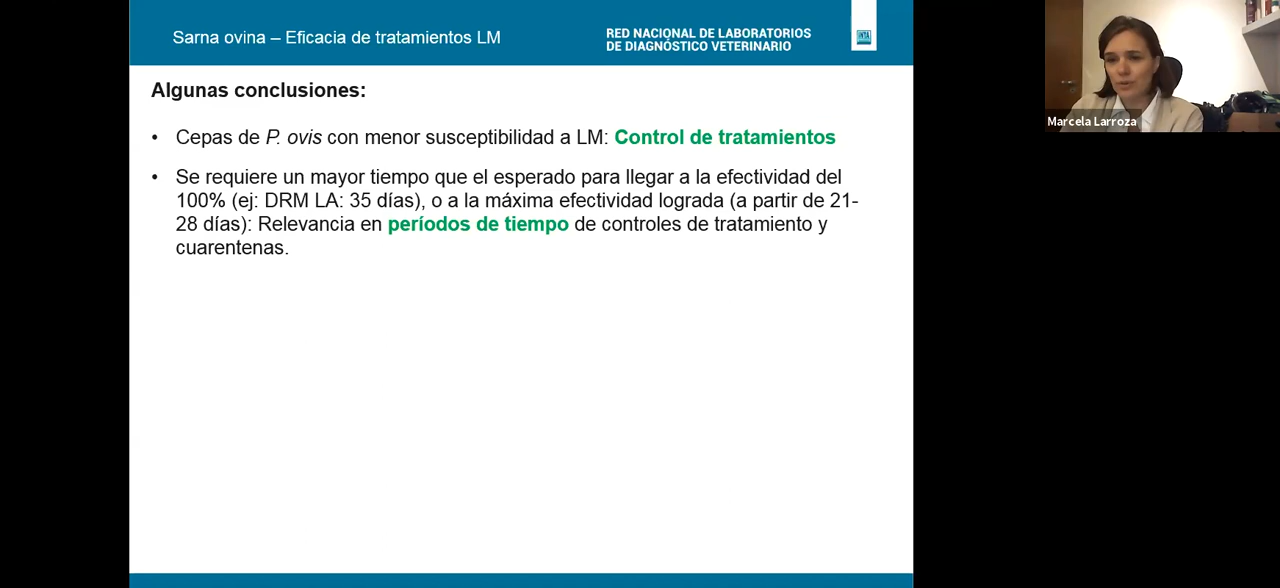 Sarna ovina – Eficacia de tratamientos LM
RED NACIONAL DE LABORATORIOS
DE DIAGNÓSTICO VETERINARIO
INTA
Marcela Larroza
Algunas conclusiones:
• Cepas de P. ovis con menor susceptibilidad a LM: Control de tratamientos
• Se requiere un mayor tiempo que el esperado para llegar a la efectividad del
100% (ej: DRM LA: 35 días), o a la máxima efectividad lograda (a partir de 21-
28 días): Relevancia en períodos de tiempo de controles de tratamiento y
cuarentenas.